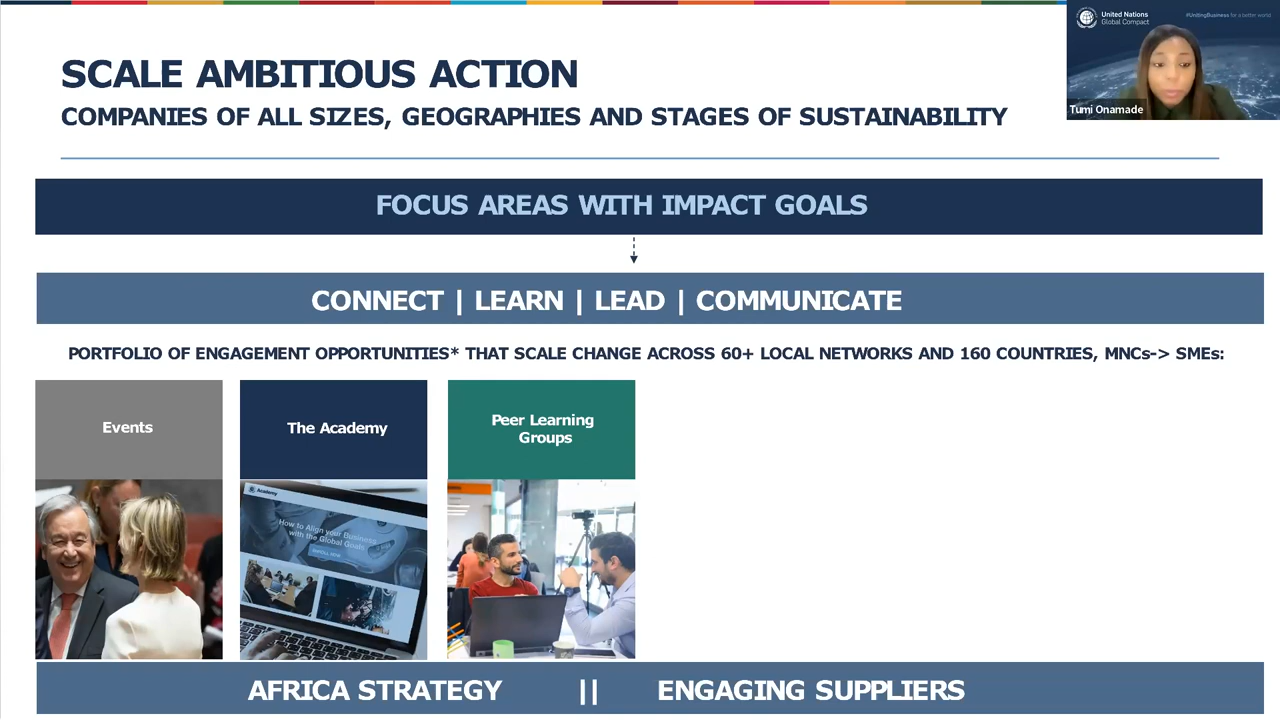 United Nations
Global Compact
#UnitingBusiness for a better world
Tumi Onamade
SCALE AMBITIOUS ACTION
COMPANIES OF ALL SIZES, GEOGRAPHIES AND STAGES OF SUSTAINABILITY
FOCUS AREAS WITH IMPACT GOALS
CONNECT | LEARN | LEAD | COMMUNICATE
PORTFOLIO OF ENGAGEMENT OPPORTUNITIES* THAT SCALE CHANGE ACROSS 60+ LOCAL NETWORKS AND 160 COUNTRIES, MNCs-> SMEs:
Events
The Academy
Peer Learning
Groups
Academy
How to Align your Business
with the Global Goals
ENROLL NOW
AFRICA STRATEGY || ENGAGING SUPPLIERS